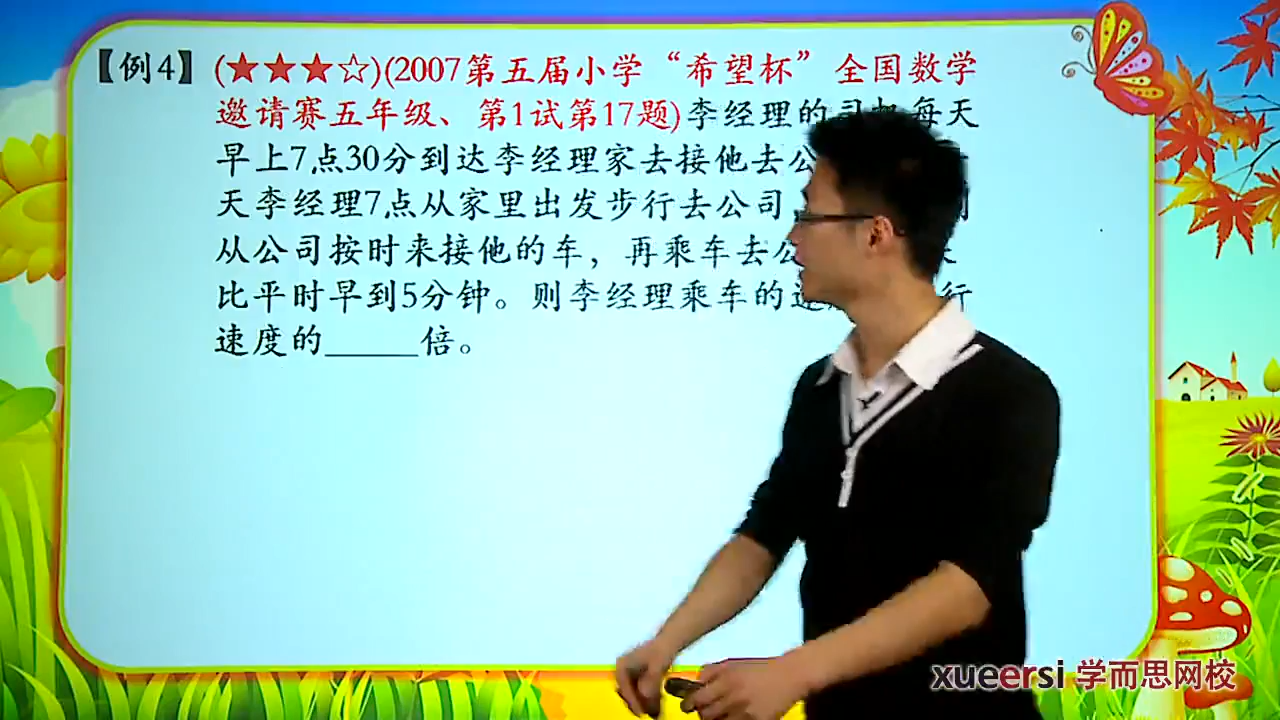 【例4】(★★★☆)(2007第五届小学“希望杯”全国数学
邀请赛五年级、第1试第17题)李经理的司机每天
早上7点30分到达李经理家去接他去公
天李经理7点从家里出发步行去公司
从公司按时来接他的车，再乘车去公
比平时早到5分钟。则李经理乘车的速 行
速度的_____倍。
xueersi 学而思网校